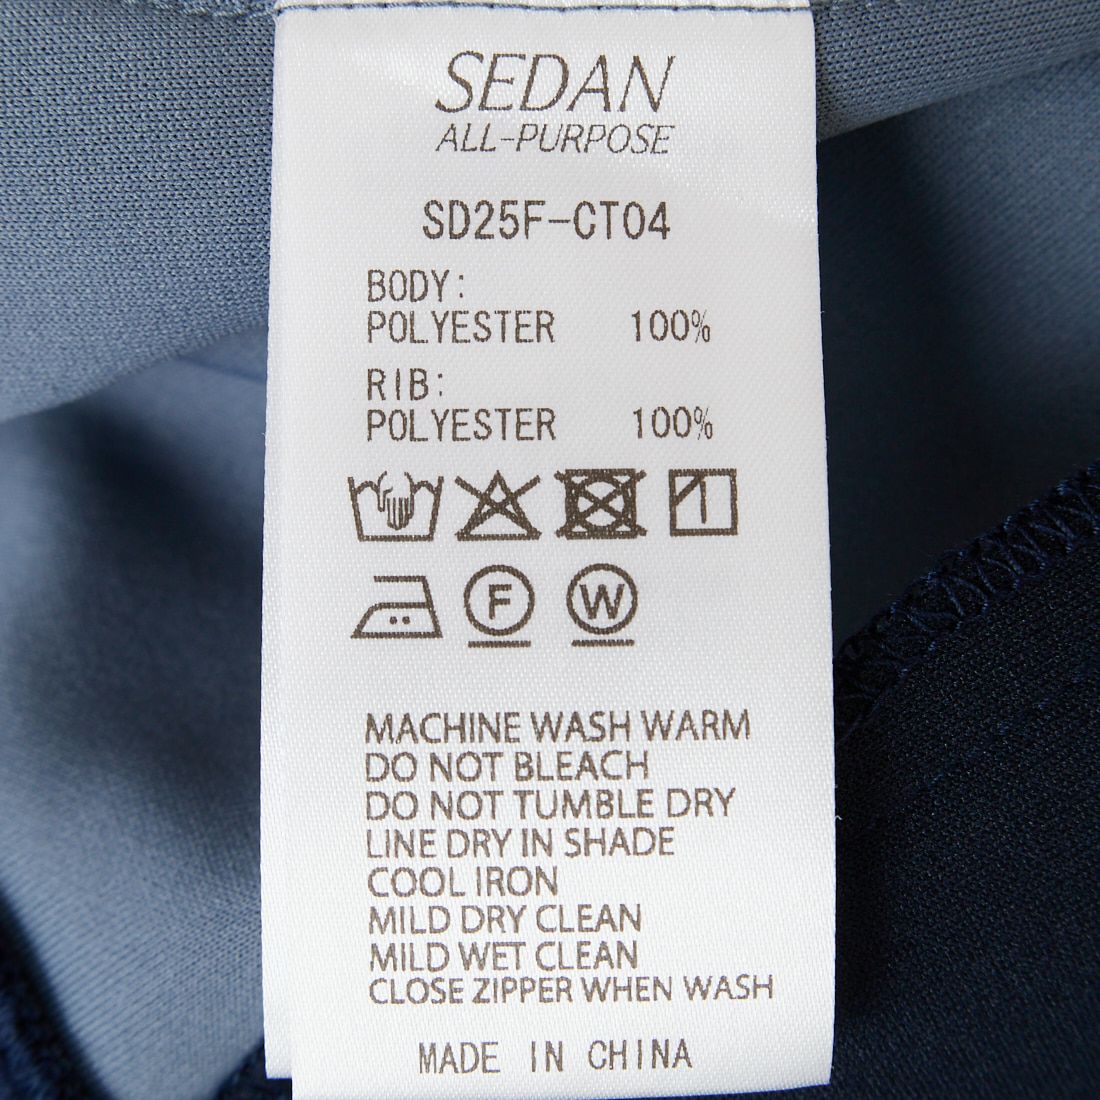 SEDAN
ALL-PURPOSE
SD25F-CT04
BODY:
POLYESTER 100%
RIB:
POLYESTER 100%
F W
MACHINE WASH WARM
DO NOT BLEACH
DO NOT TUMBLE DRY
LINE DRY IN SHADE
COOL IRON
MILD DRY CLEAN
MILD WET CLEAN
CLOSE ZIPPER WHEN WASH
MADE IN CHINA